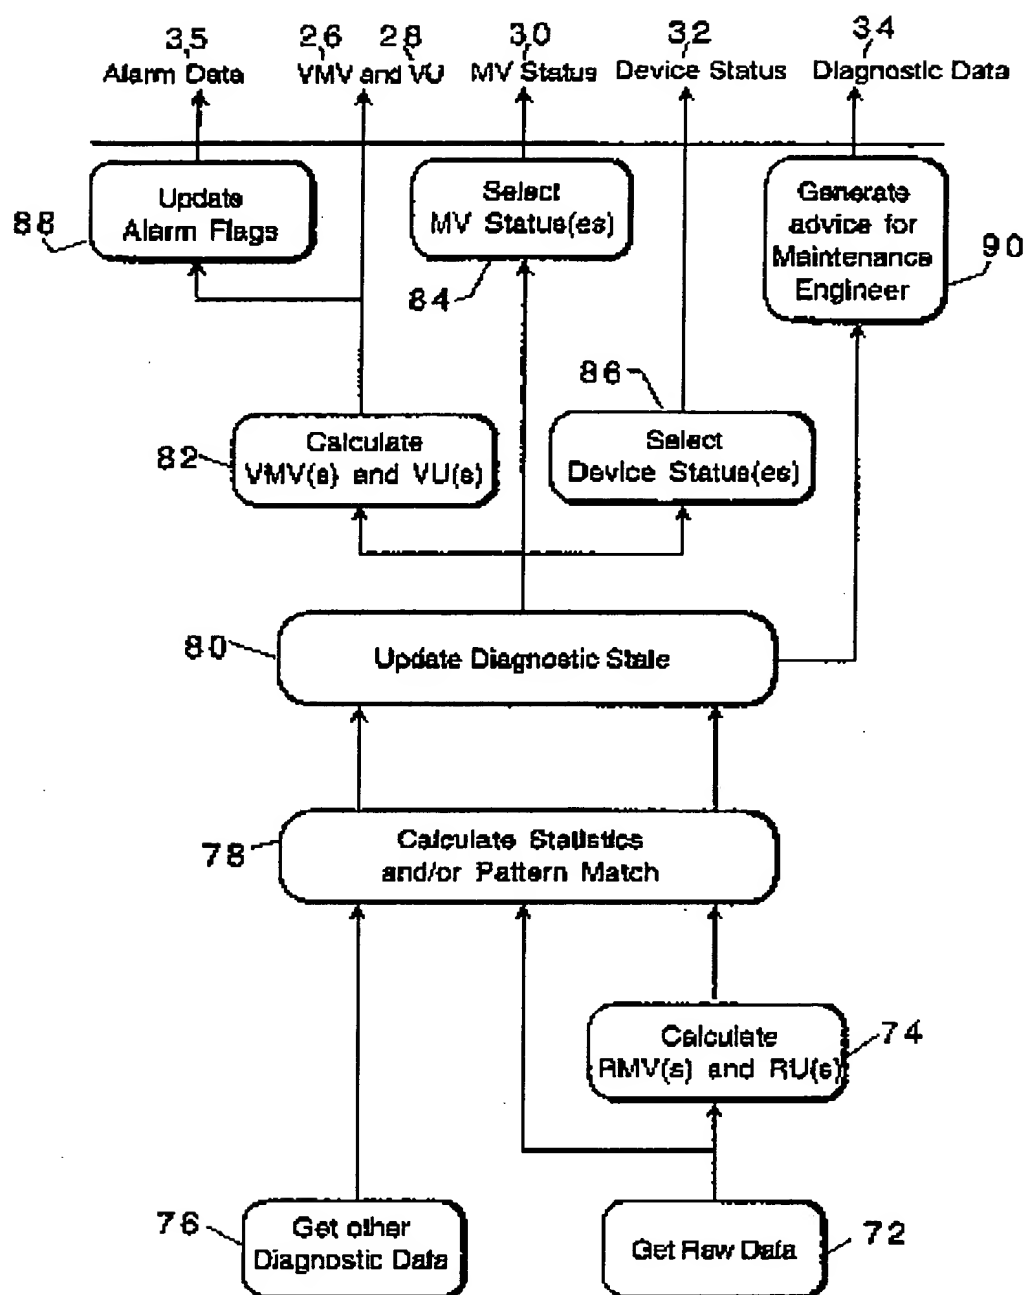 35
26
28
30
32
34
Alarm Data
VMV and VU
MV Status
Device Status
Diagnostic Data
Update
Alarm Flags
88
Select
MV Status(es)
84
Generate
advice for
Maintenance
Engineer
90
86
82
Calculate
VMV(s) and VU(s)
Select
Device Status(es)
80
Update Diagnostic State
78
Calculate Statistics
and/or Pattern Match
Calculate
RMV(s) and RU(s)
74
76
Get other
Diagnostic Data
Get Raw Data
72